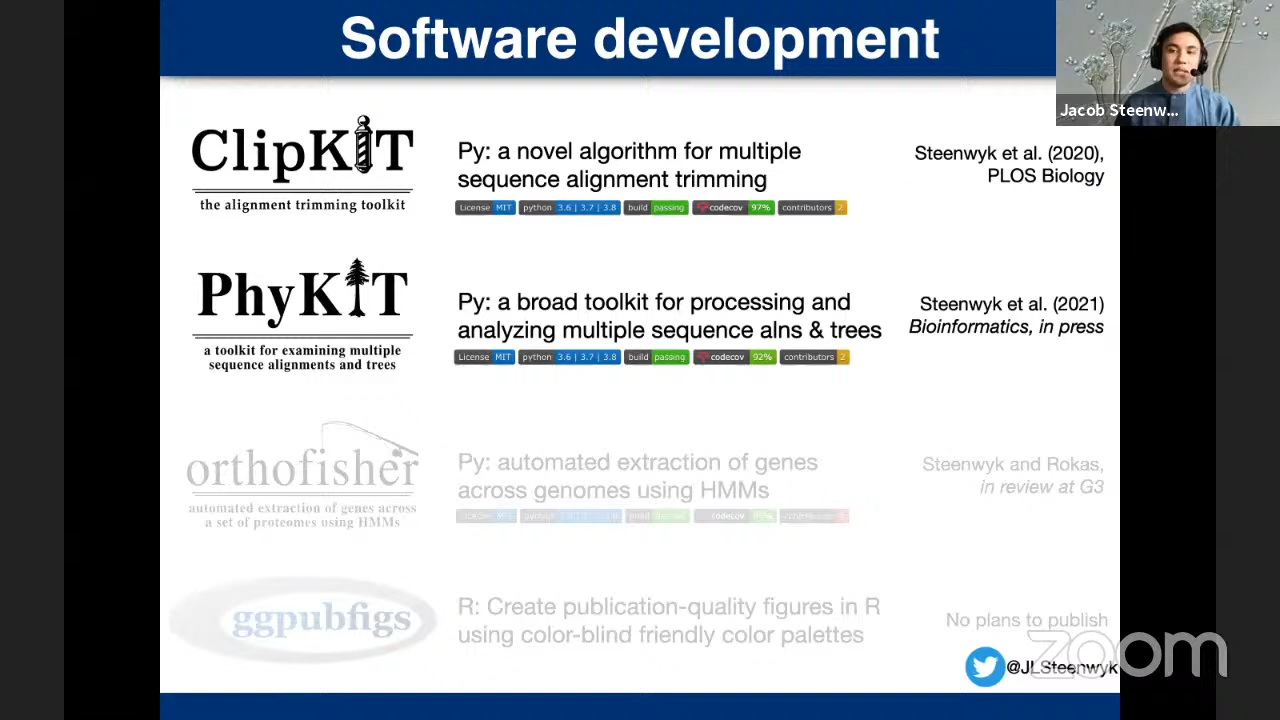 Software development
Jacob Steenw...
ClipKIT
the alignment trimming toolkit
Py: a novel algorithm for multiple
sequence alignment trimming
License MIT python 3.6 | 3.7 | 3.8 build passing codecov 97% contributors 2
Steenwyk et al. (2020),
PLOS Biology
PhyKIT
a toolkit for examining multiple
sequence alignments and trees
Py: a broad toolkit for processing and
analyzing multiple sequence alns & trees
License MIT python 3.6 | 3.7 | 3.8 build passing codecov 92% contributors 2
Steenwyk et al. (2021)
Bioinformatics, in press
orthofisher
automated extraction of genes across
a set of proteomes using HMMs
Py: automated extraction of genes
across genomes using HMMs
codecov
Steenwyk and Rokas,
in review at G3
ggpubfigs
R: Create publication-quality figures in R
using color-blind friendly color palettes
No plans to publish
@JLSteenwyk
zoom